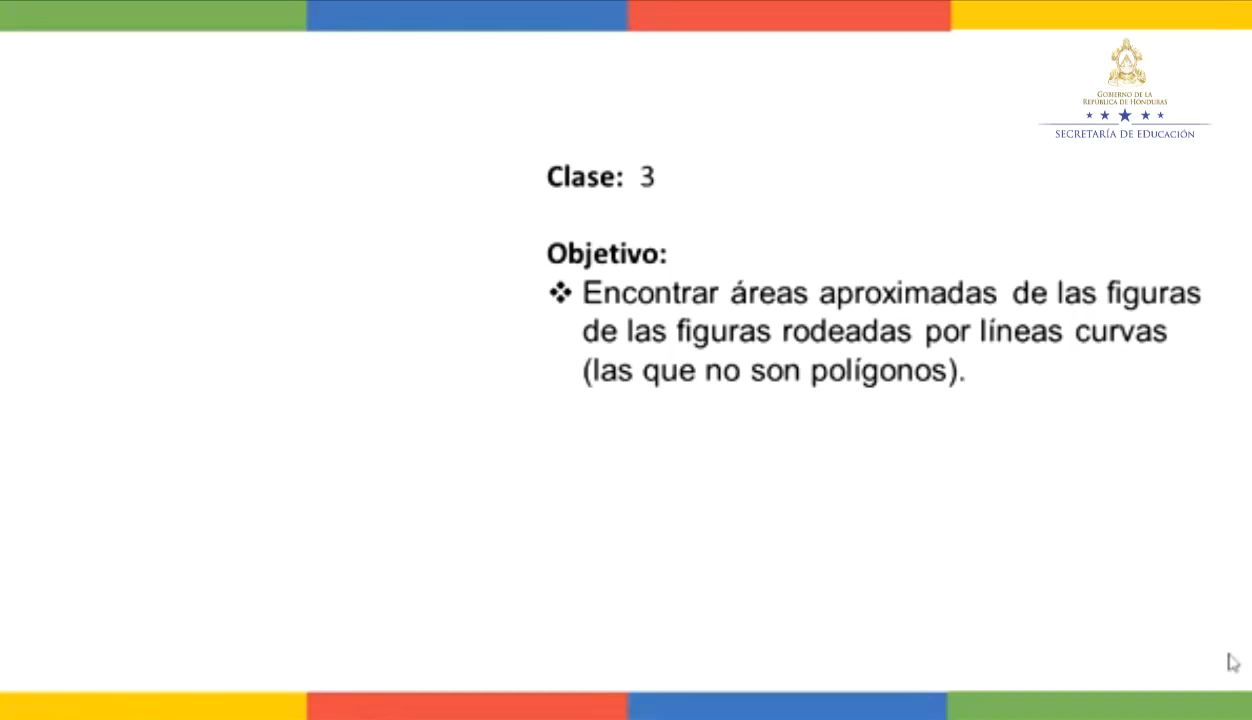 GOBIERNO DE LA
REPÚBLICA DE HONDURAS
SECRETARÍA DE EDUCACIÓN
Clase: 3
Objetivo:
❖ Encontrar áreas aproximadas de las figuras
de las figuras rodeadas por líneas curvas
(las que no son polígonos).